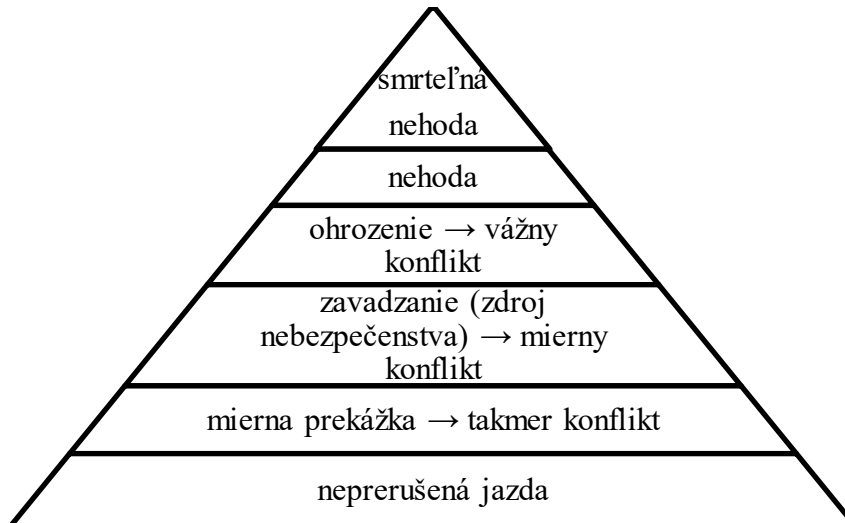 smrteľná
nehoda
nehoda
ohrozenie → vážny
konflikt
zavadzanie (zdroj
nebezpečenstva) → mierny
konflikt
mierna prekážka → takmer konflikt
neprerušená jazda